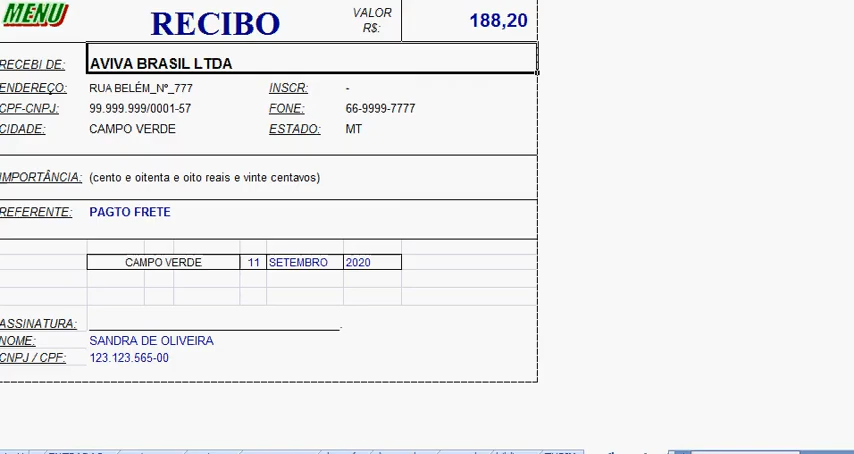 MENU RECIBO VALOR R$: 188,20
RECEBI DE: AVIVA BRASIL LTDA
ENDEREÇO: RUA BELÉM_Nº_777 INSCR: -
CPF-CNPJ: 99.999.999/0001-57 FONE: 66-9999-7777
CIDADE: CAMPO VERDE ESTADO: MT
IMPORTÂNCIA: (cento e oitenta e oito reais e vinte centavos)
REFERENTE: PAGTO FRETE
CAMPO VERDE 11 SETEMBRO 2020
ASSINATURA: .
NOME: SANDRA DE OLIVEIRA
CNPJ / CPF: 123.123.565-00